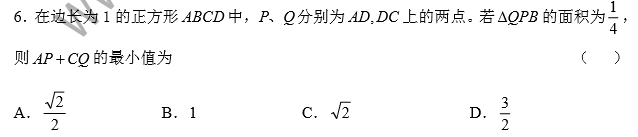 6．在边长为 1 的正方形 ABCD 中，P、Q 分别为 AD, DC 上的两点。若 ΔQPB 的面积为 1/4，
则 AP+CQ 的最小值为 （ ）
A．√2/2 B．1 C．√2 D．3/2